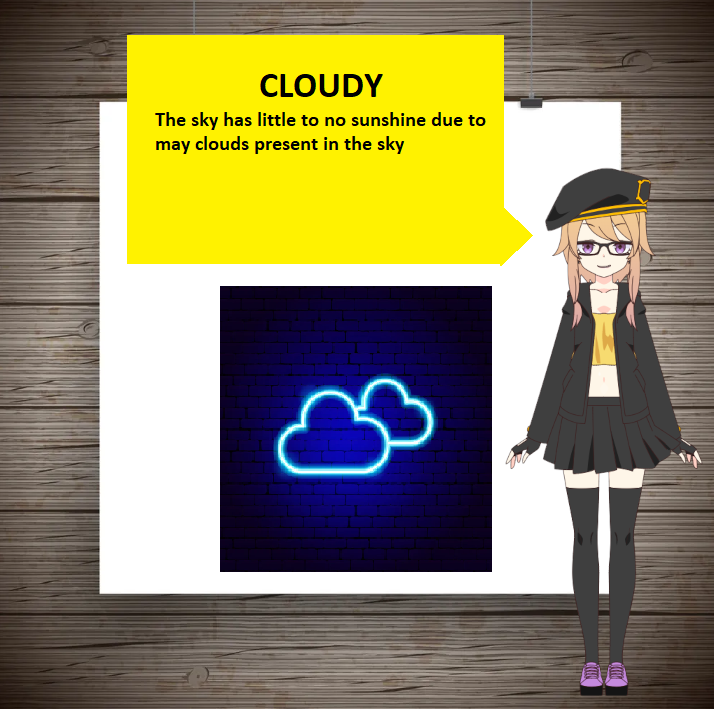 CLOUDY
The sky has little to no sunshine due to
may clouds present in the sky